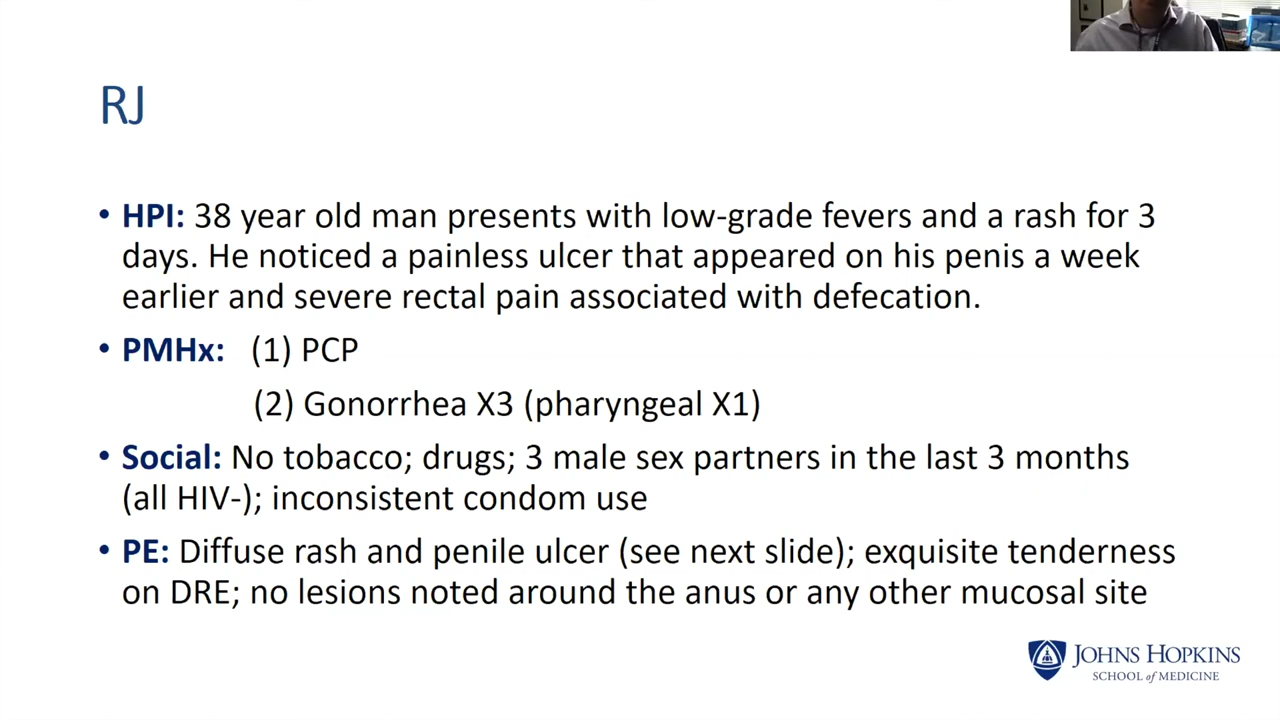 RJ
• HPI: 38 year old man presents with low-grade fevers and a rash for 3
days. He noticed a painless ulcer that appeared on his penis a week
earlier and severe rectal pain associated with defecation.
• PMHx: (1) PCP
(2) Gonorrhea X3 (pharyngeal X1)
• Social: No tobacco; drugs; 3 male sex partners in the last 3 months
(all HIV-); inconsistent condom use
• PE: Diffuse rash and penile ulcer (see next slide); exquisite tenderness
on DRE; no lesions noted around the anus or any other mucosal site
JOHNS HOPKINS
SCHOOL of MEDICINE